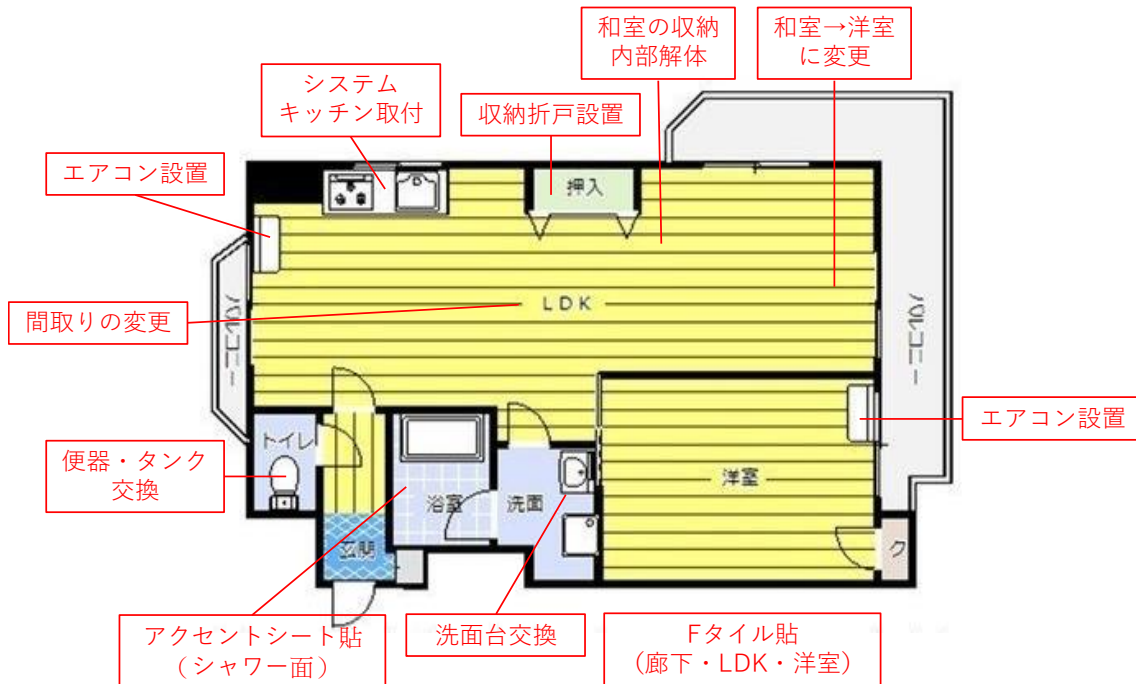 和室の収納
内部解体
和室→洋室
に変更
システム
キッチン取付
収納折戸設置
エアコン設置
押入
間取りの変更
LDK
バルコニー
バルコニー
エアコン設置
トイレ
便器・タンク
交換
浴室
洗面
洋室
玄関
ク
アクセントシート貼
（シャワー面）
洗面台交換
Fタイル貼
(廊下・LDK・洋室)